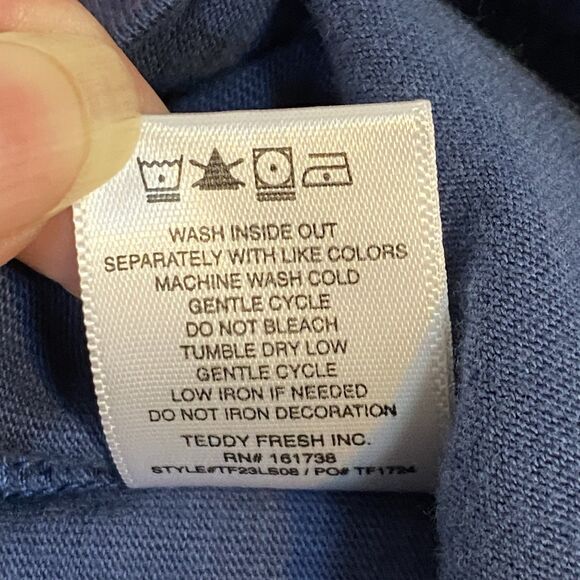 WASH INSIDE OUT
SEPARATELY WITH LIKE COLORS
MACHINE WASH COLD
GENTLE CYCLE
DO NOT BLEACH
TUMBLE DRY LOW
GENTLE CYCLE
LOW IRON IF NEEDED
DO NOT IRON DECORATION
TEDDY FRESH INC.
RN# 161738
STYLE#TF23LS08 / PO# TF1724